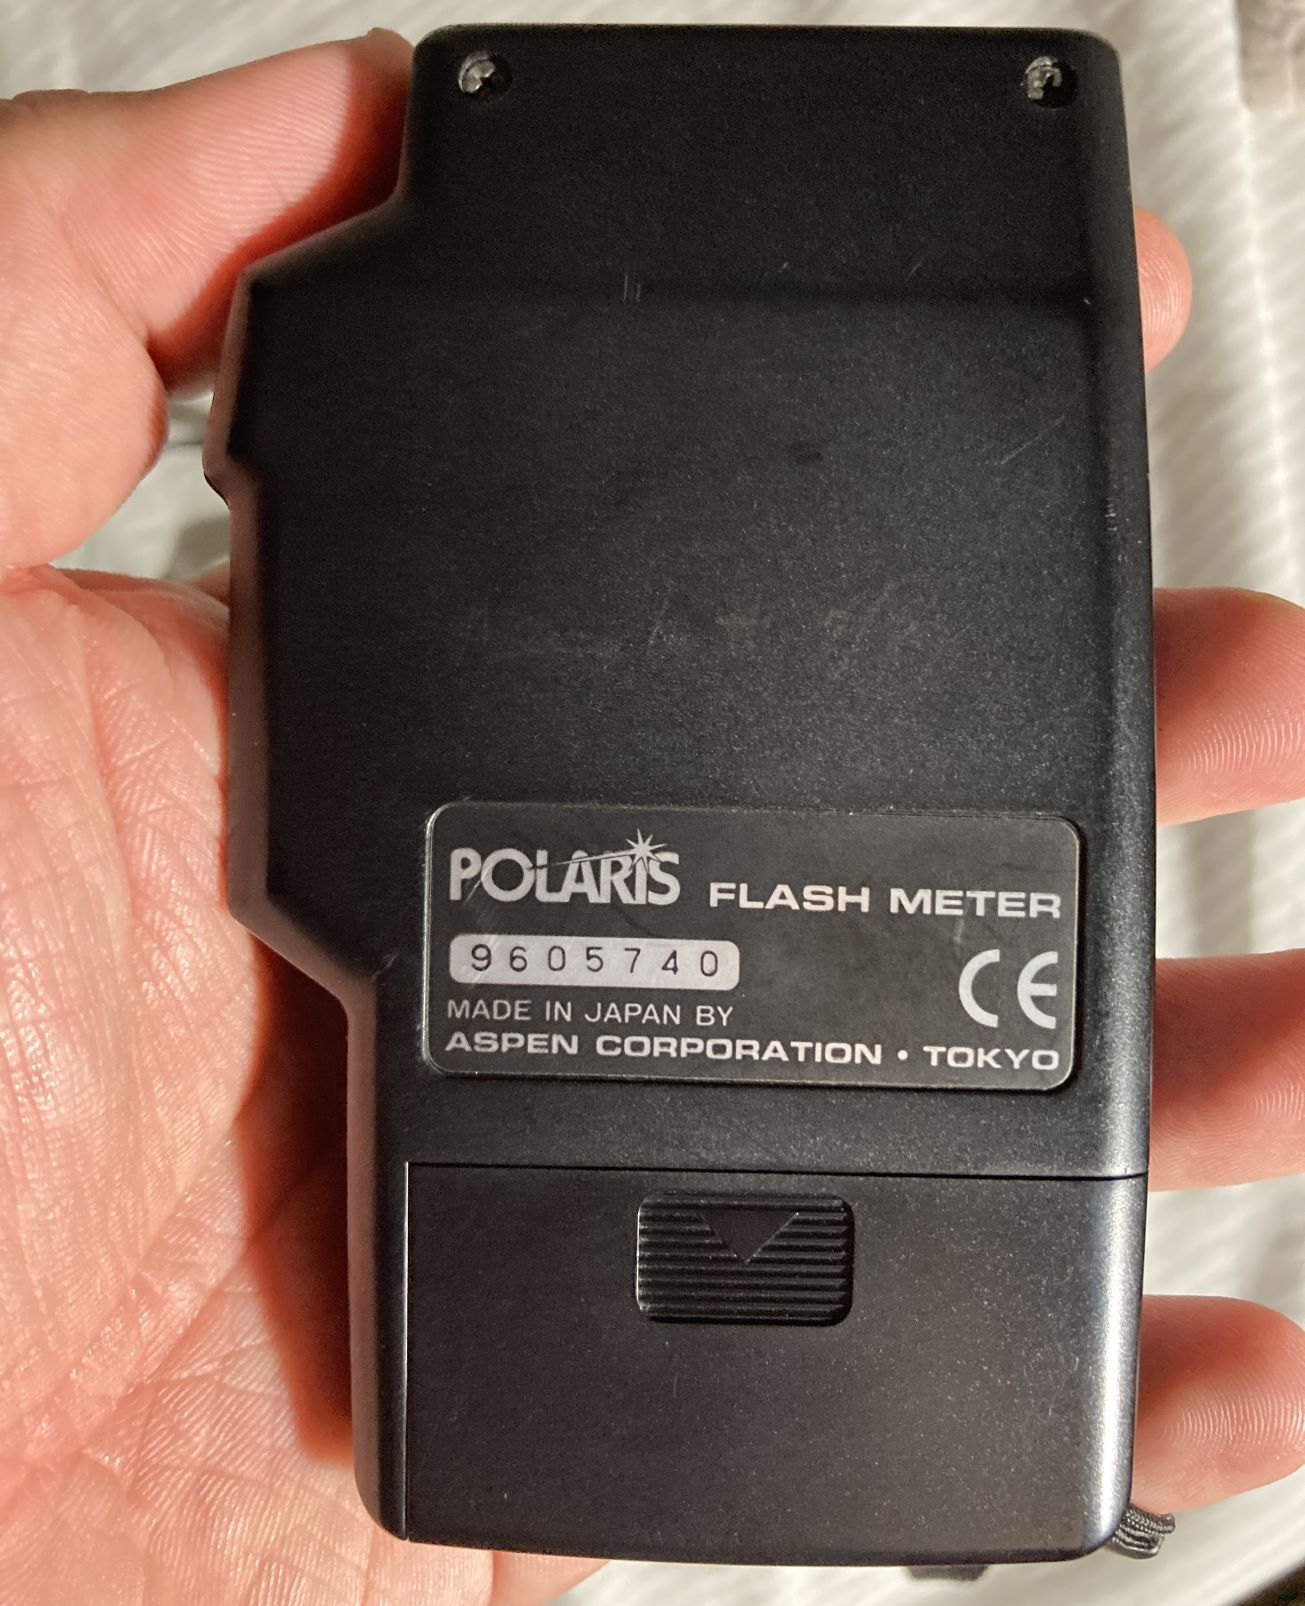 POLARIS FLASH METER
9605740
CE
MADE IN JAPAN BY
ASPEN CORPORATION • TOKYO